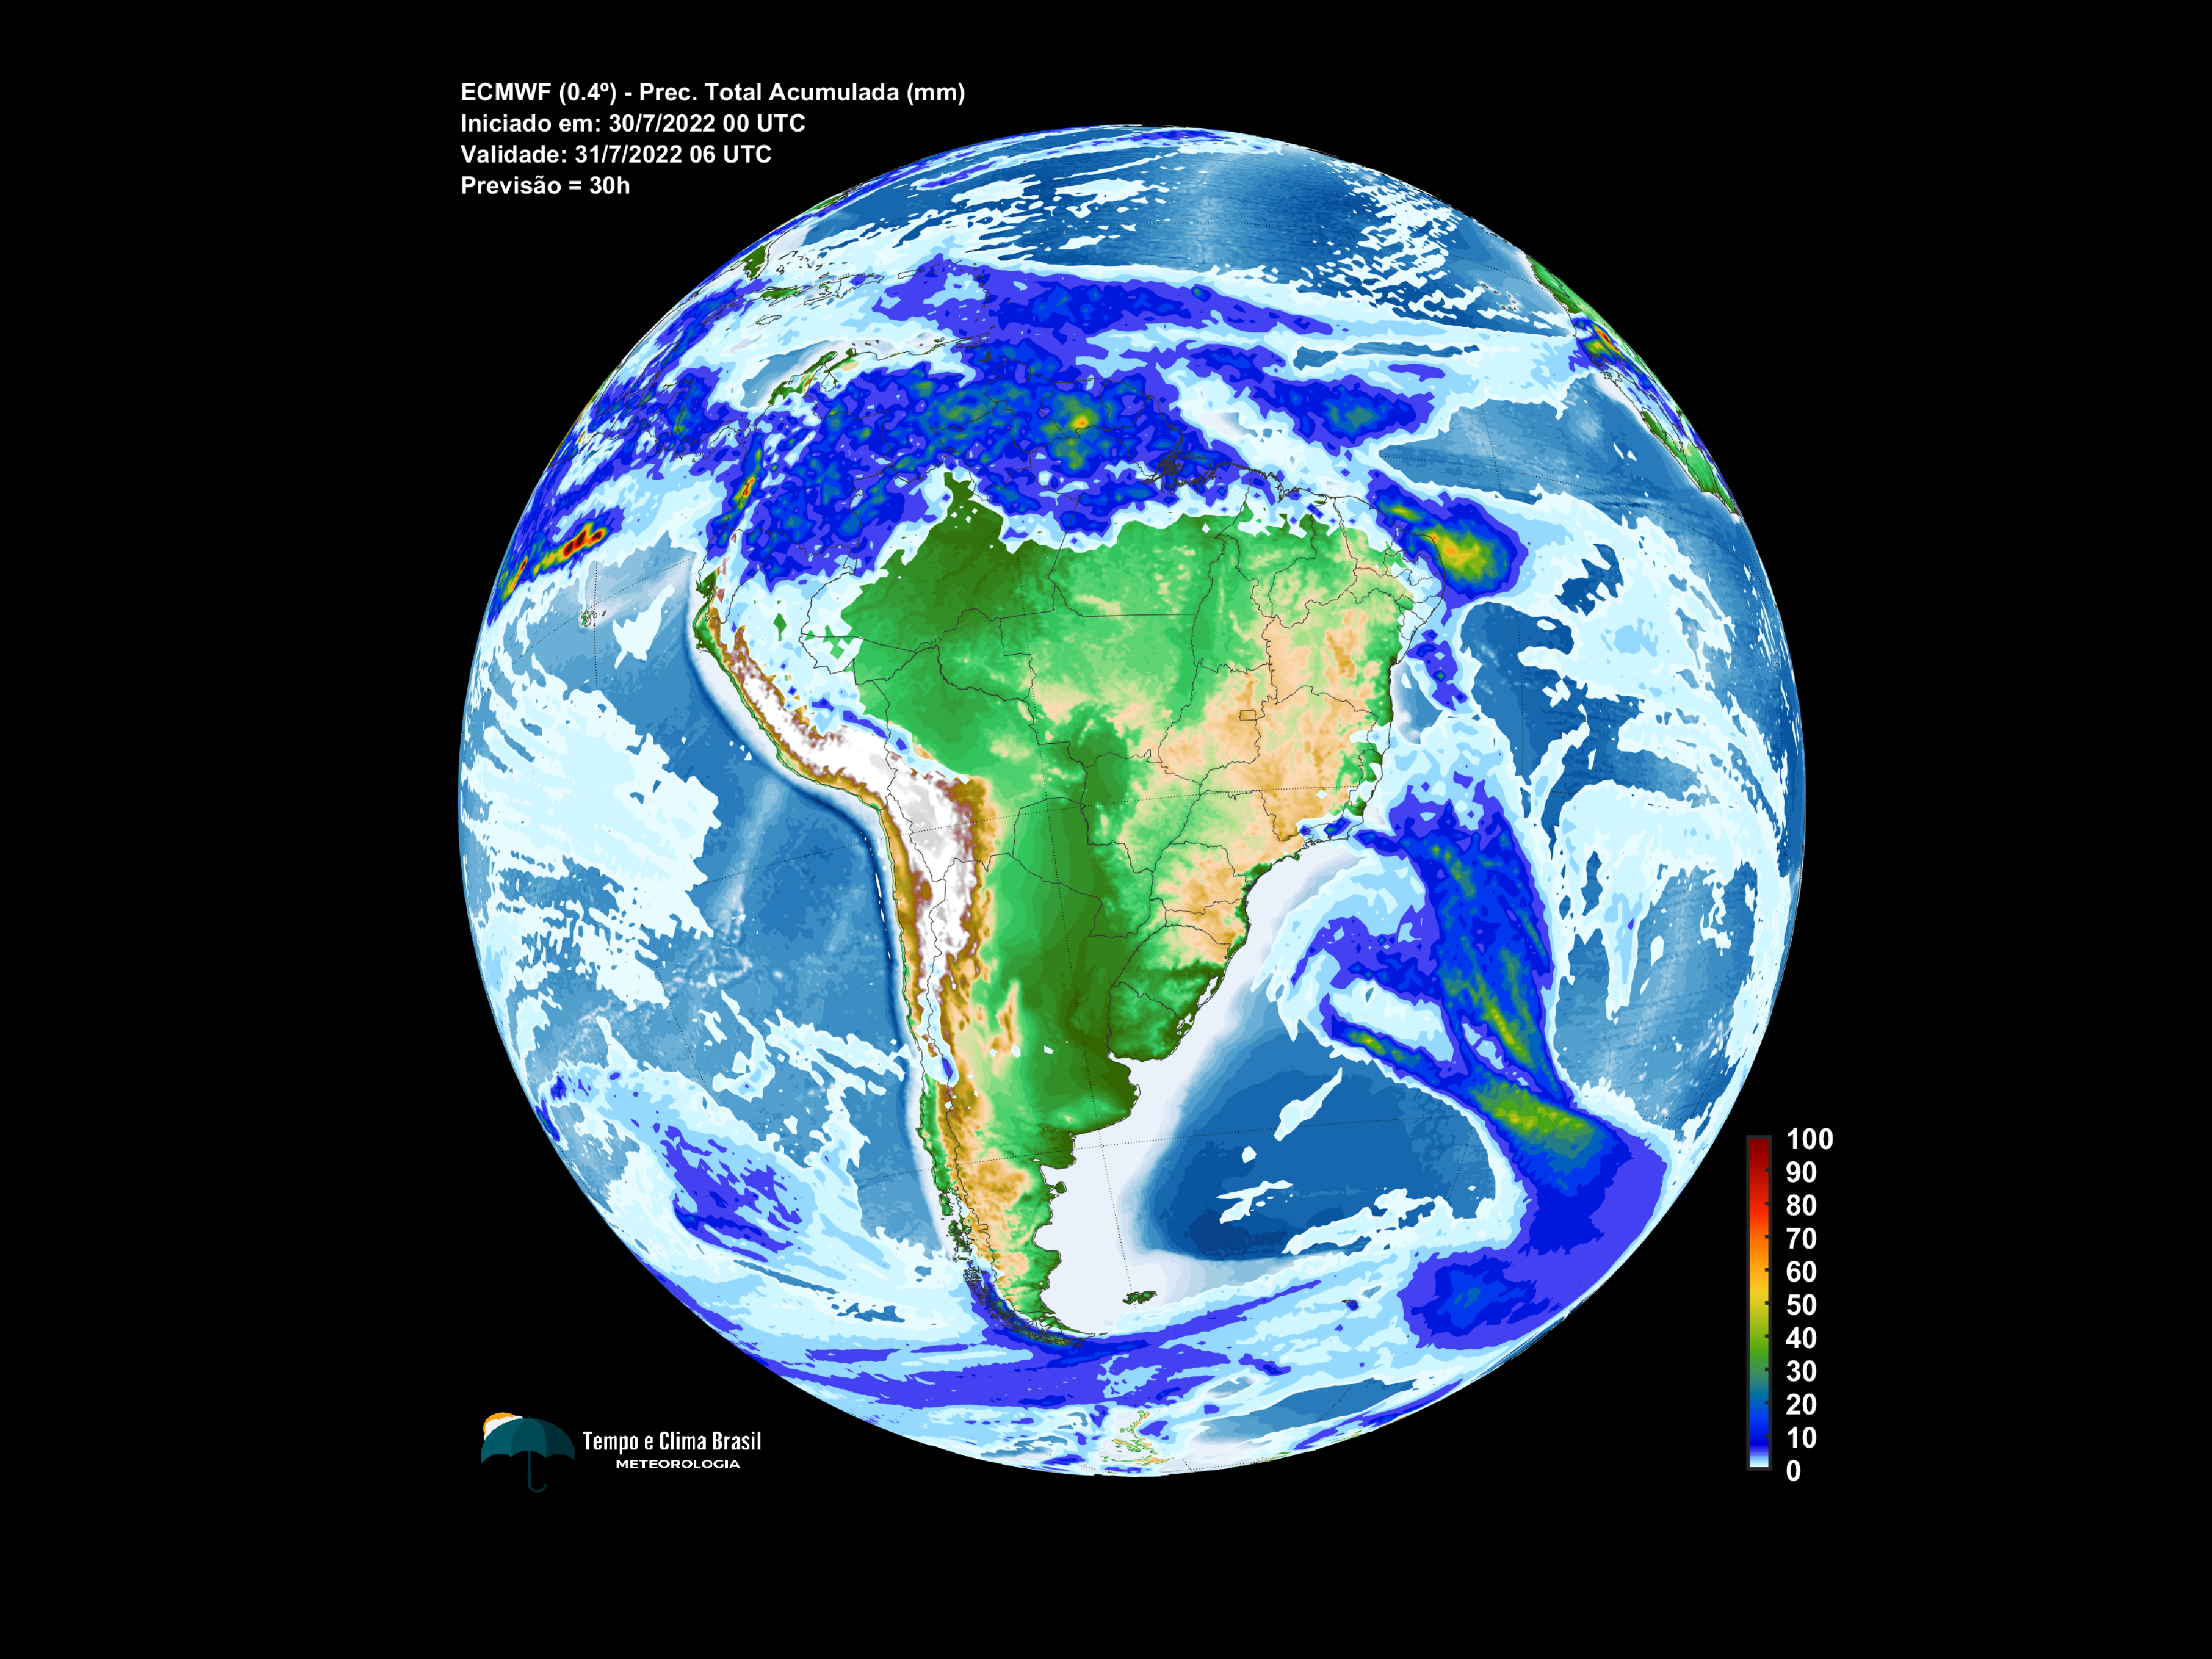 ECMWF (0.4º) - Prec. Total Acumulada (mm)
Iniciado em: 30/7/2022 00 UTC
Validade: 31/7/2022 06 UTC
Previsão = 30h
100
90
80
70
60
50
40
30
20
10
0
Tempo e Clima Brasil
METEOROLOGIA